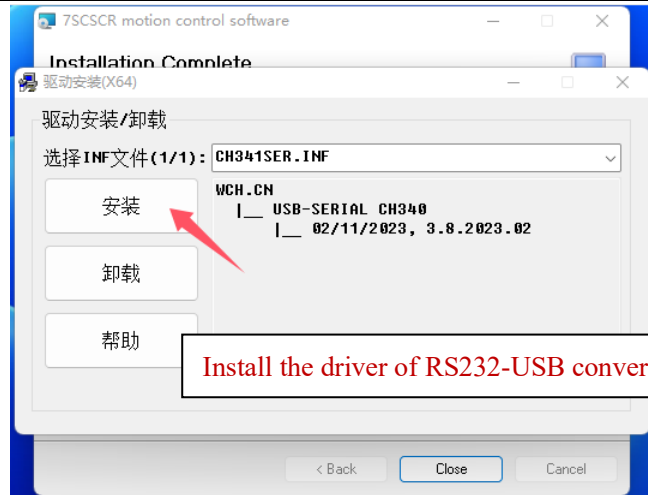 7SCSCR motion control software
Installation Complete
驱动安装(X64)
驱动安装/卸载
选择INF文件(1/1):
CH341SER.INF
安装
WCH.CN
|__ USB-SERIAL CH340
|__ 02/11/2023, 3.8.2023.02
卸载
帮助
Install the driver of RS232-USB conver
< Back
Close
Cancel